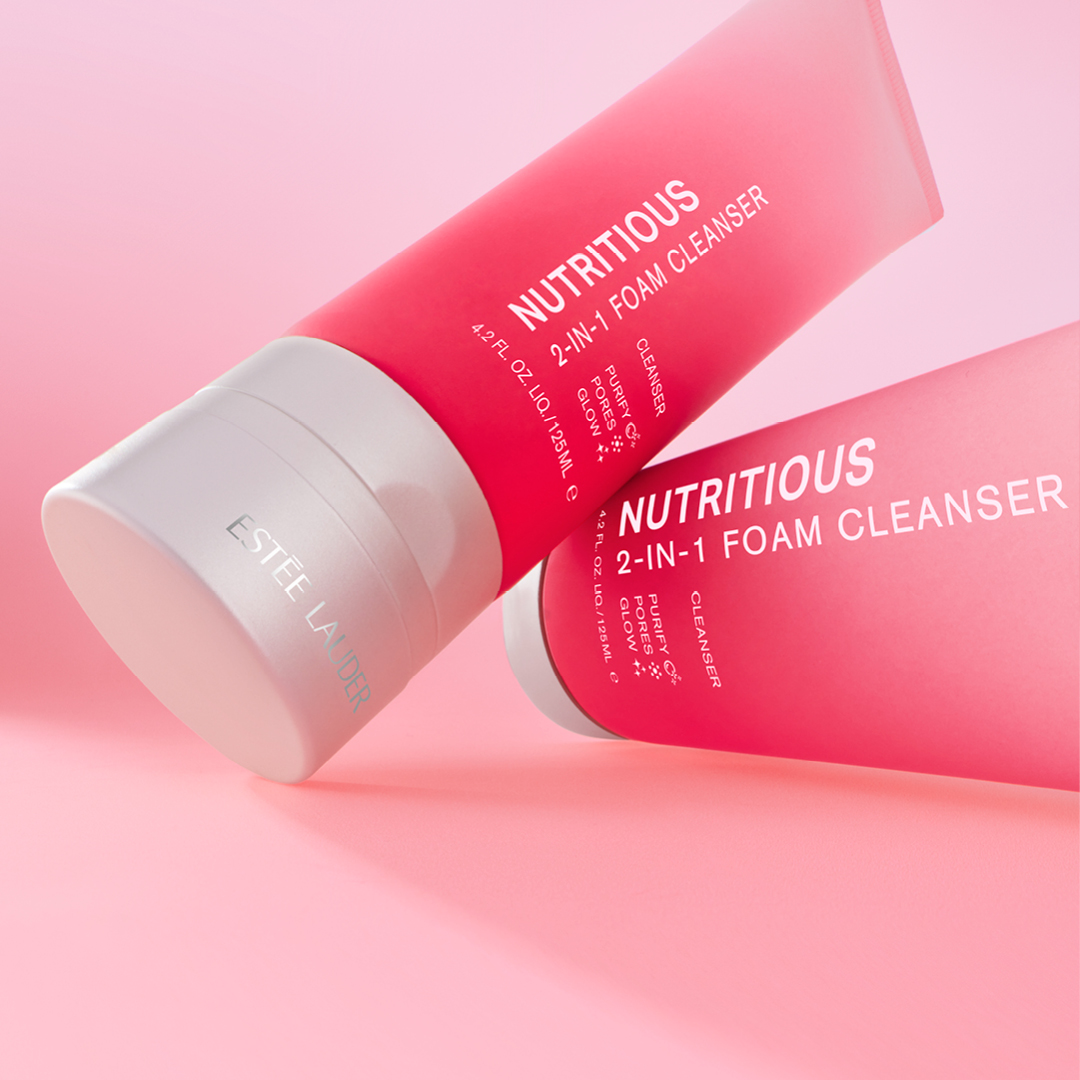 NUTRITIOUS
2-IN-1 FOAM CLEANSER
4.2 FL. OZ. LIQ./125ML ℮
PURIFY
PORES
GLOW
CLEANSER
ESTĒE LAUDER
NUTRITIOUS
2-IN-1 FOAM CLEANSER
4.2 FL. OZ. LIQ./125ML ℮
PURIFY
PORES
GLOW
CLEANSER